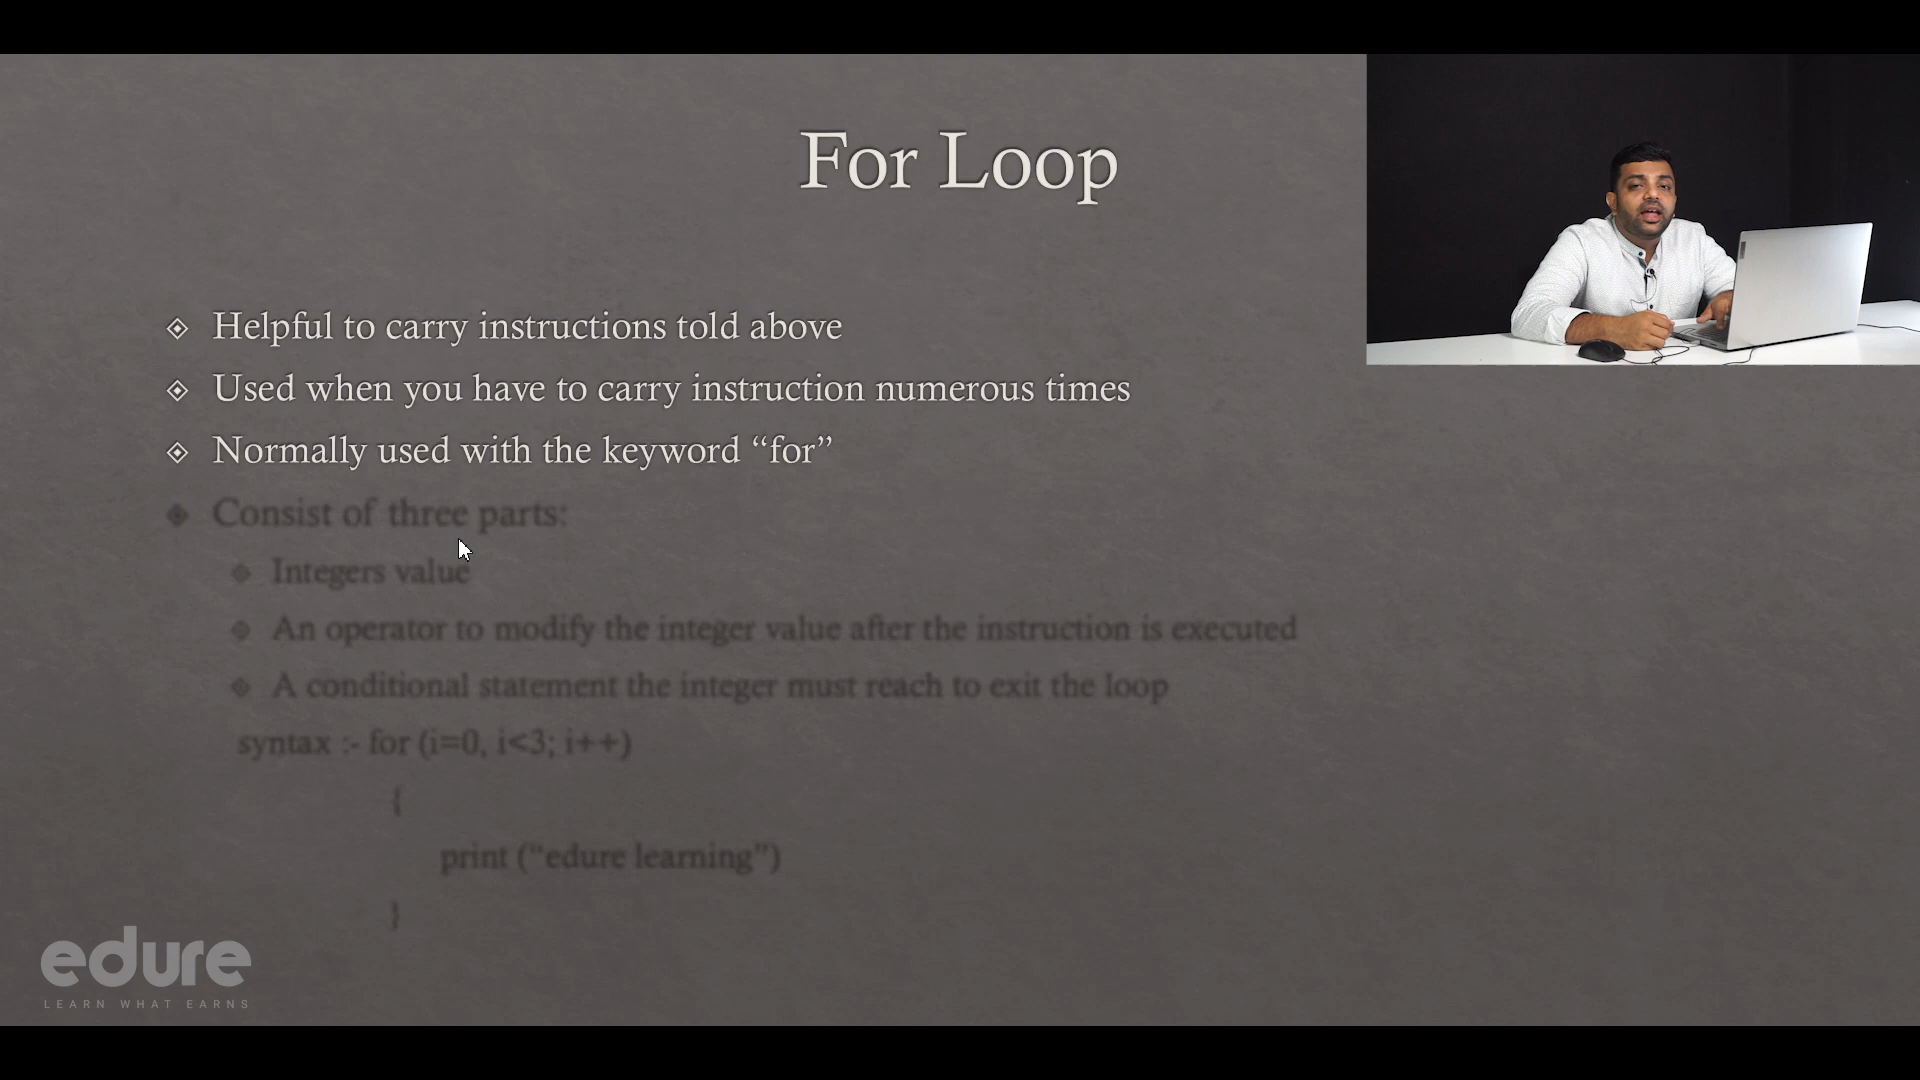 For Loop
Helpful to carry instructions told above
Used when you have to carry instruction numerous times
Normally used with the keyword “for”
Consist of three parts:
Integers value
An operator to modify the integer value after the instruction is executed
A conditional statement the integer must reach to exit the loop
syntax :- for (i=0, i<3; i++)
{
print (“edure learning”)
}
edure
LEARN WHAT EARNS